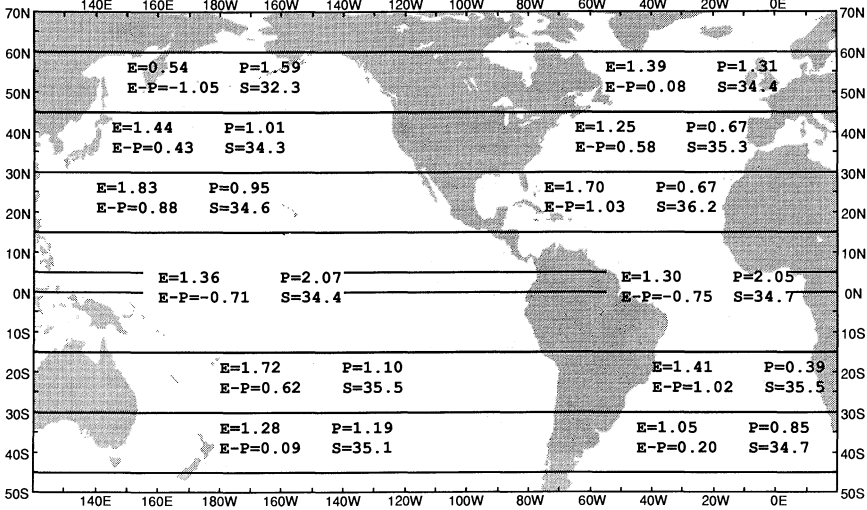 140E 160E 180W 160W 140W 120W 100W 80W 60W 40W 20W 0E
70N 70N
60N 60N
E=0.54 P=1.59 E=1.39 P=1.31
E-P=-1.05 S=32.3 E-P=0.08 S=34.4
50N 50N
40N 40N
E=1.44 P=1.01 E=1.25 P=0.67
E-P=0.43 S=34.3 E-P=0.58 S=35.3
30N 30N
E=1.83 P=0.95 E=1.70 P=0.67
E-P=0.88 S=34.6 E-P=1.03 S=36.2
20N 20N
10N 10N
E=1.36 P=2.07 E=1.30 P=2.05
0N 0N
E-P=-0.71 S=34.4 E-P=-0.75 S=34.7
10S 10S
E=1.72 P=1.10 E=1.41 P=0.39
20S 20S
E-P=0.62 S=35.5 E-P=1.02 S=35.5
30S 30S
E=1.28 P=1.19 E=1.05 P=0.85
E-P=0.09 S=35.1 E-P=0.20 S=34.7
40S 40S
50S 50S
140E 160E 180W 160W 140W 120W 100W 80W 60W 40W 20W 0E